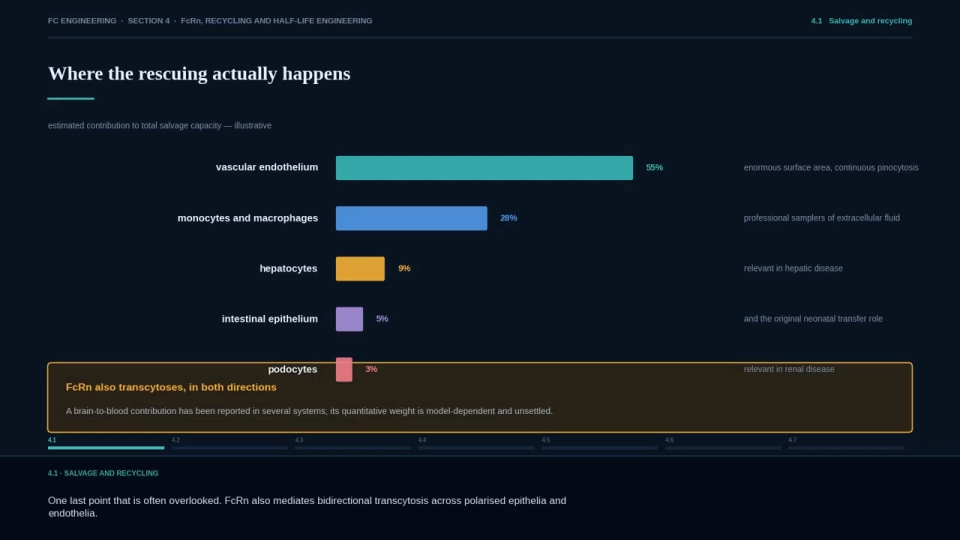 FC ENGINEERING · SECTION 4 · FcRn, RECYCLING AND HALF-LIFE ENGINEERING
4.1 Salvage and recycling
Where the rescuing actually happens
estimated contribution to total salvage capacity — illustrative
vascular endothelium 55% enormous surface area, continuous pinocytosis
monocytes and macrophages 28% professional samplers of extracellular fluid
hepatocytes 9% relevant in hepatic disease
intestinal epithelium 5% and the original neonatal transfer role
podocytes 3% relevant in renal disease
FcRn also transcytoses, in both directions
A brain-to-blood contribution has been reported in several systems; its quantitative weight is model-dependent and unsettled.
4.1 4.2 4.3 4.4 4.5 4.6 4.7
4.1 · SALVAGE AND RECYCLING
One last point that is often overlooked. FcRn also mediates bidirectional transcytosis across polarised epithelia and
endothelia.